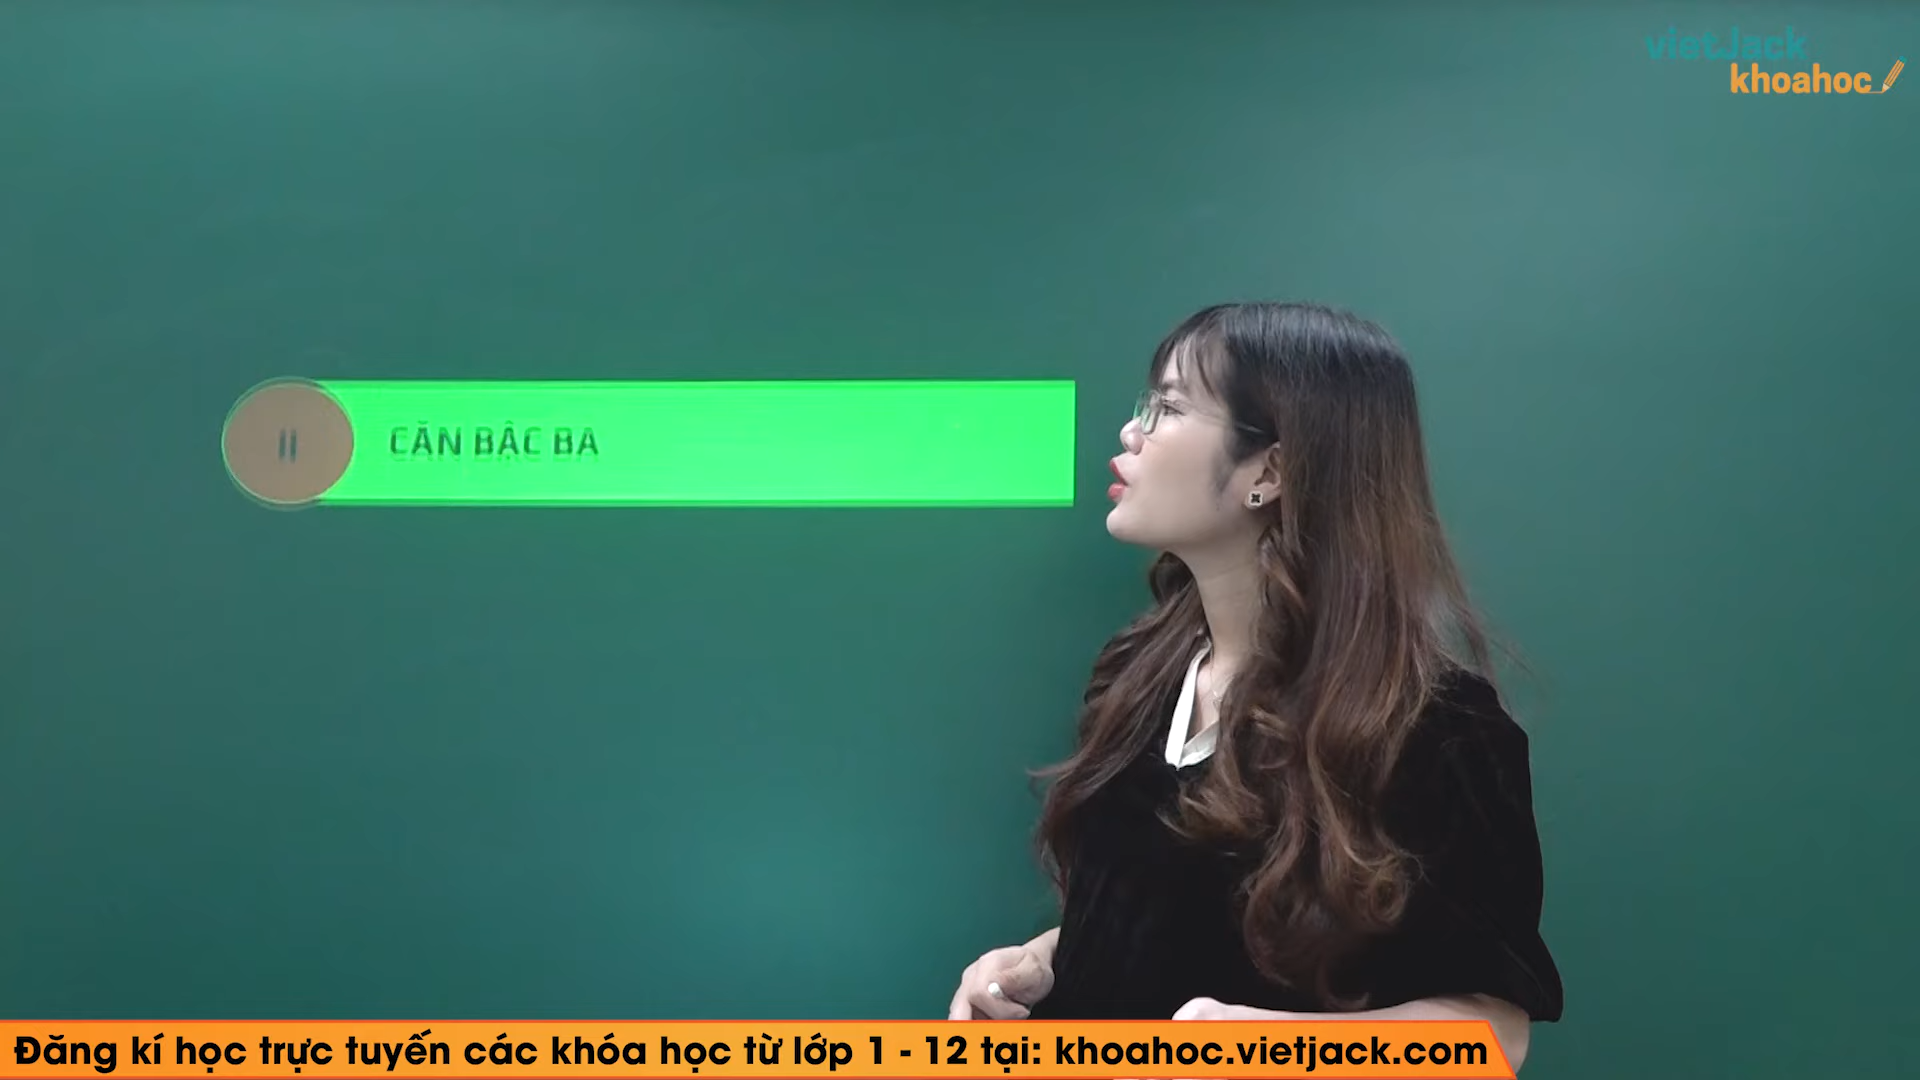 vietJack
khoahoc
II
CĂN BẬC BA
Đăng kí học trực tuyến các khóa học từ lớp 1 - 12 tại: khoahoc.vietjack.com